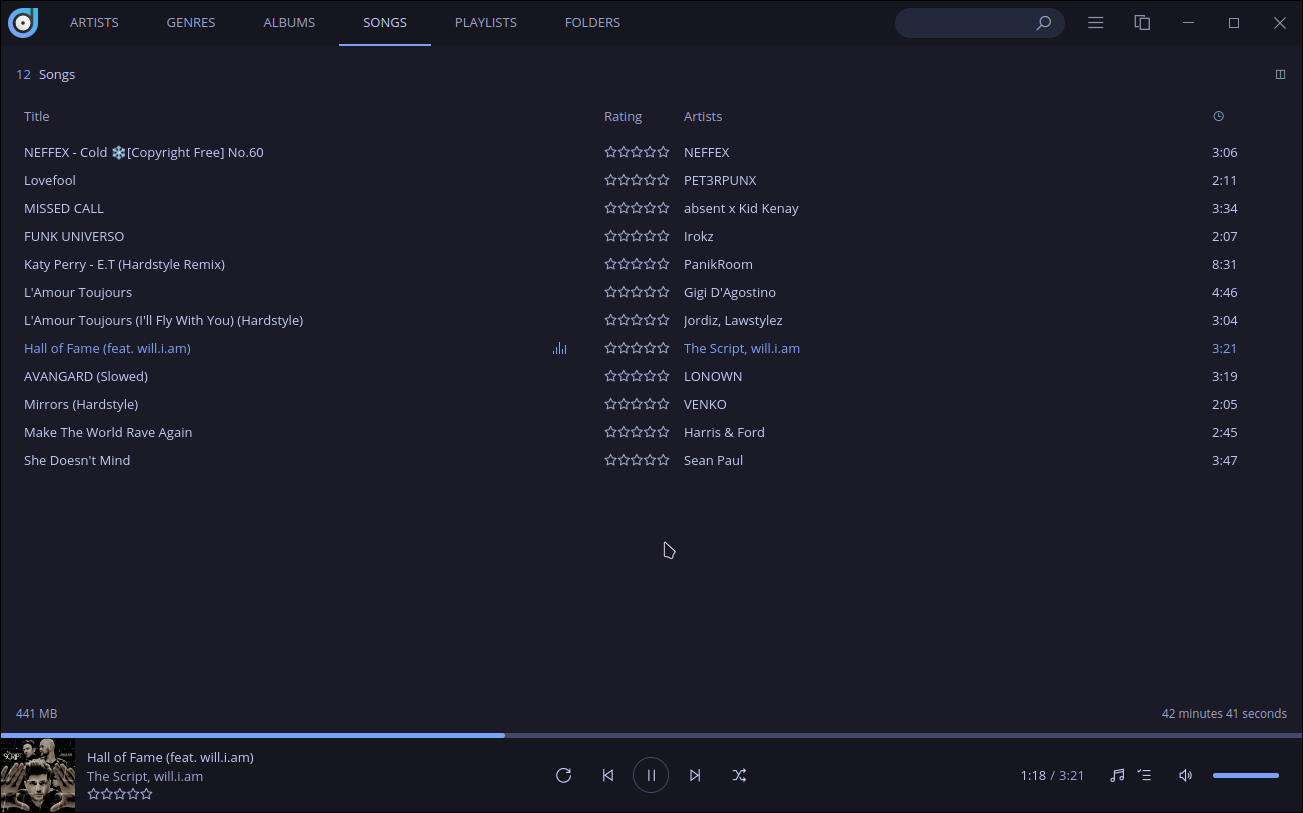 ARTISTS GENRES ALBUMS SONGS PLAYLISTS FOLDERS
12 Songs
Title Rating Artists
NEFFEX - Cold ❄️[Copyright Free] No.60 NEFFEX 3:06
Lovefool PET3RPUNX 2:11
MISSED CALL absent x Kid Kenay 3:34
FUNK UNIVERSO Irokz 2:07
Katy Perry - E.T (Hardstyle Remix) PanikRoom 8:31
L'Amour Toujours Gigi D'Agostino 4:46
L'Amour Toujours (I'll Fly With You) (Hardstyle) Jordiz, Lawstylez 3:04
Hall of Fame (feat. will.i.am) The Script, will.i.am 3:21
AVANGARD (Slowed) LONOWN 3:19
Mirrors (Hardstyle) VENKO 2:05
Make The World Rave Again Harris & Ford 2:45
She Doesn't Mind Sean Paul 3:47
441 MB 42 minutes 41 seconds
Hall of Fame (feat. will.i.am)
The Script, will.i.am
1:18 / 3:21